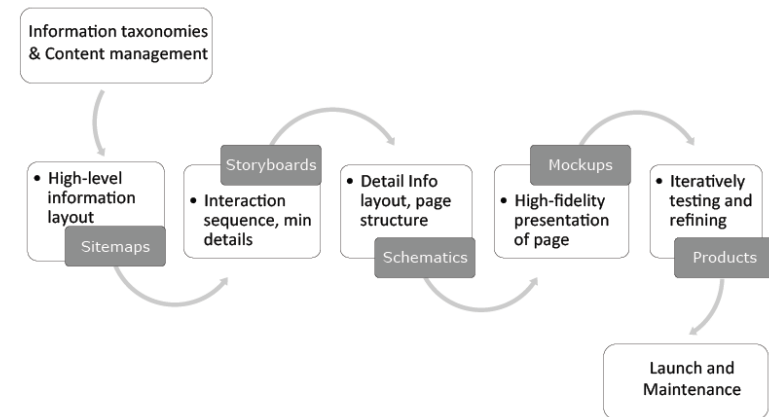 Information taxonomies
& Content management
• High-level
information
layout
Sitemaps
Storyboards
• Interaction
sequence, min
details
• Detail Info
layout, page
structure
Schematics
Mockups
• High-fidelity
presentation
of page
• Iteratively
testing and
refining
Products
Launch and
Maintenance